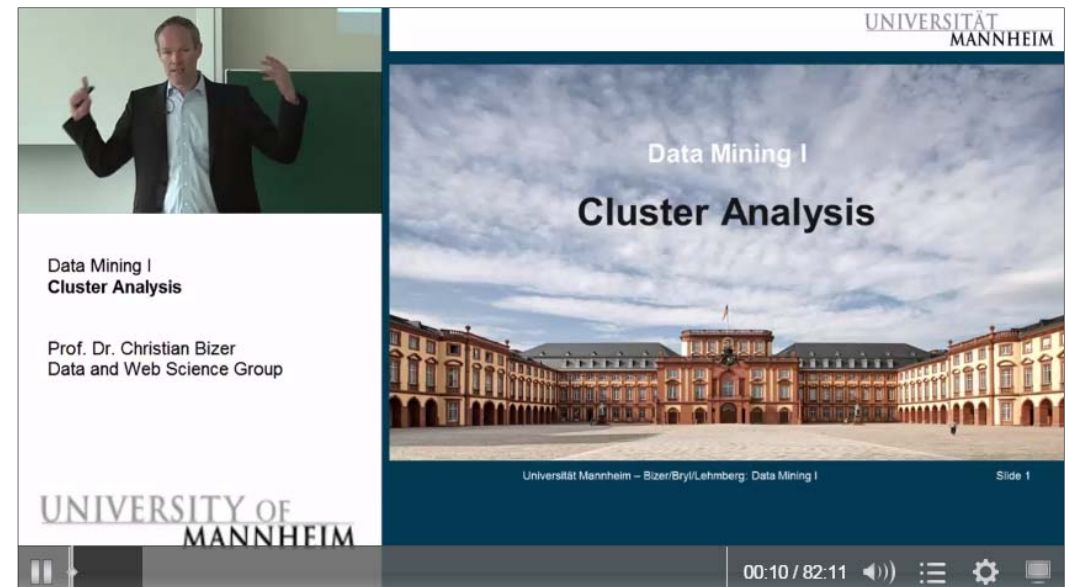 UNIVERSITÄT
MANNHEIM
Data Mining I
Cluster Analysis
Data Mining I
Cluster Analysis
Prof. Dr. Christian Bizer
Data and Web Science Group
Universität Mannheim – Bizer/Bryl/Lehmberg: Data Mining I
Slide 1
UNIVERSITY OF
MANNHEIM
00:10 / 82:11